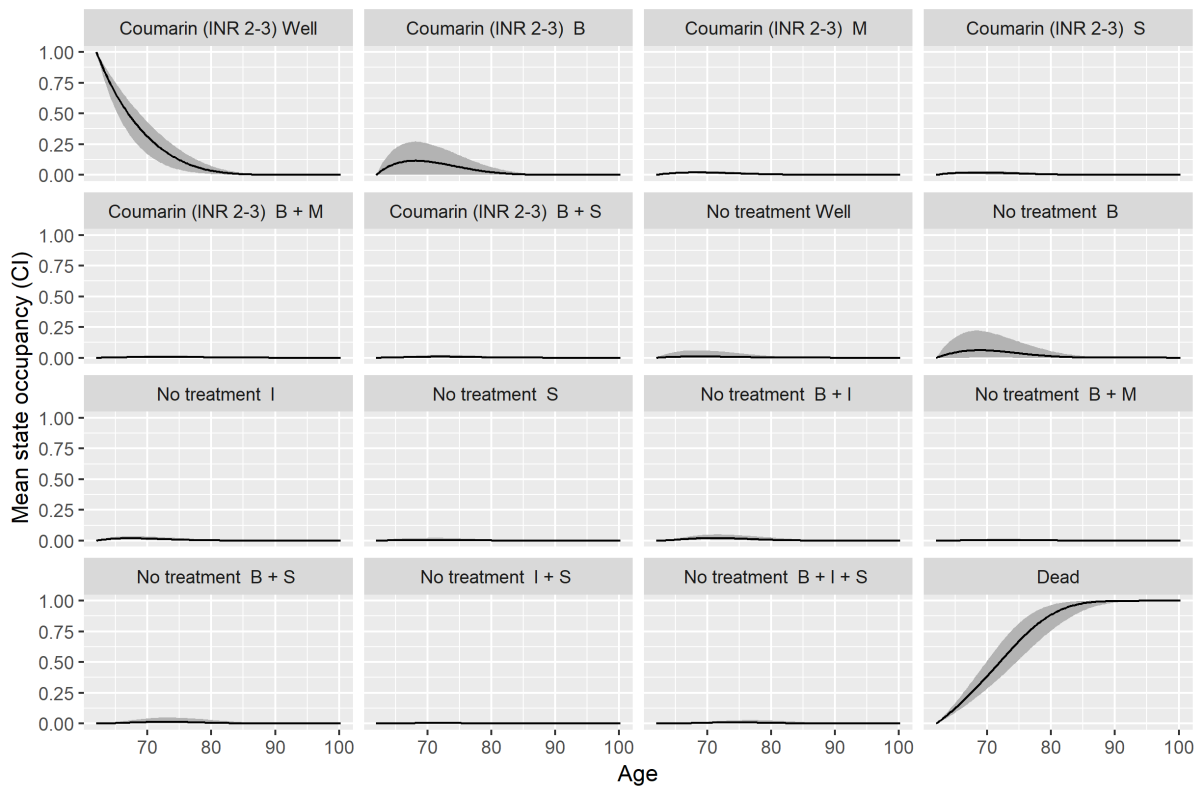 Coumarin (INR 2-3) Well
Coumarin (INR 2-3)  B
Coumarin (INR 2-3)  M
Coumarin (INR 2-3)  S
1.00
0.75
0.50
0.25
0.00
Coumarin (INR 2-3)  B + M
Coumarin (INR 2-3)  B + S
No treatment Well
No treatment  B
1.00
0.75
0.50
0.25
0.00
No treatment  I
No treatment  S
No treatment  B + I
No treatment  B + M
1.00
0.75
0.50
0.25
0.00
No treatment  B + S
No treatment  I + S
No treatment  B + I + S
Dead
1.00
0.75
0.50
0.25
0.00
70 80 90 100
70 80 90 100
70 80 90 100
70 80 90 100
Age
Mean state occupancy (CI)